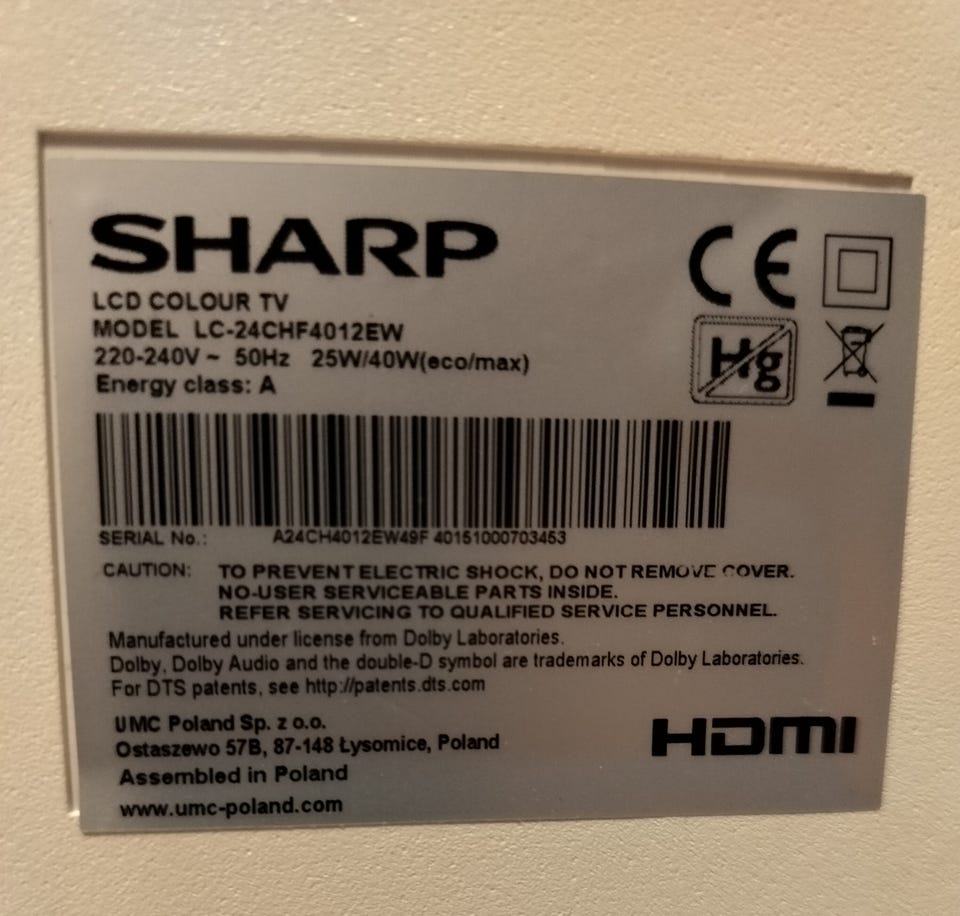 SHARP
LCD COLOUR TV
MODEL LC-24CHF4012EW
220-240V ~ 50Hz 25W/40W(eco/max)
Energy class: A
CE
Hg
SERIAL No.: A24CH4012EW49F 40151000703453
CAUTION: TO PREVENT ELECTRIC SHOCK, DO NOT REMOVE COVER.
NO-USER SERVICEABLE PARTS INSIDE.
REFER SERVICING TO QUALIFIED SERVICE PERSONNEL.
Manufactured under license from Dolby Laboratories.
Dolby, Dolby Audio and the double-D symbol are trademarks of Dolby Laboratories.
For DTS patents, see http://patents.dts.com
UMC Poland Sp. z o.o.
Ostaszewo 57B, 87-148 Łysomice, Poland
Assembled in Poland
www.umc-poland.com
HDMI